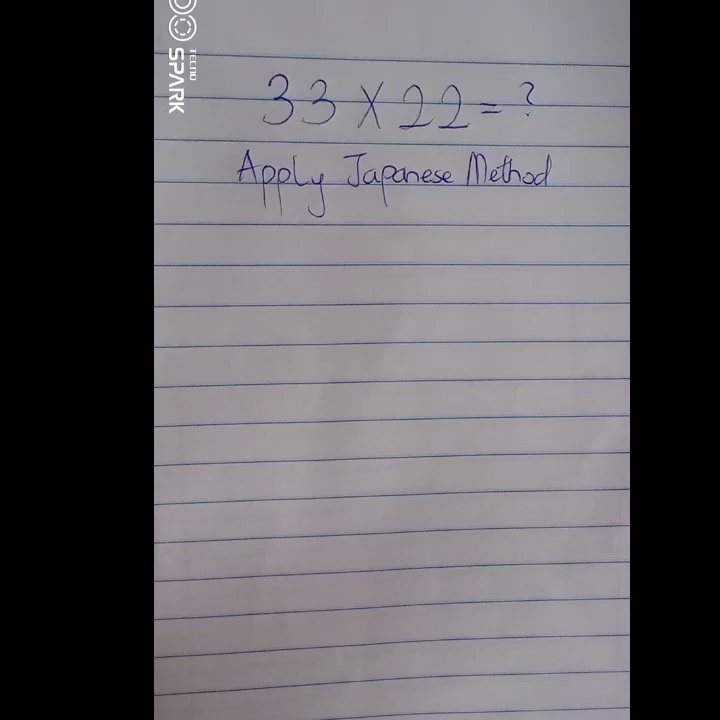 33 X 22 = ?
Apply Japanese Method
TECNO
SPARK